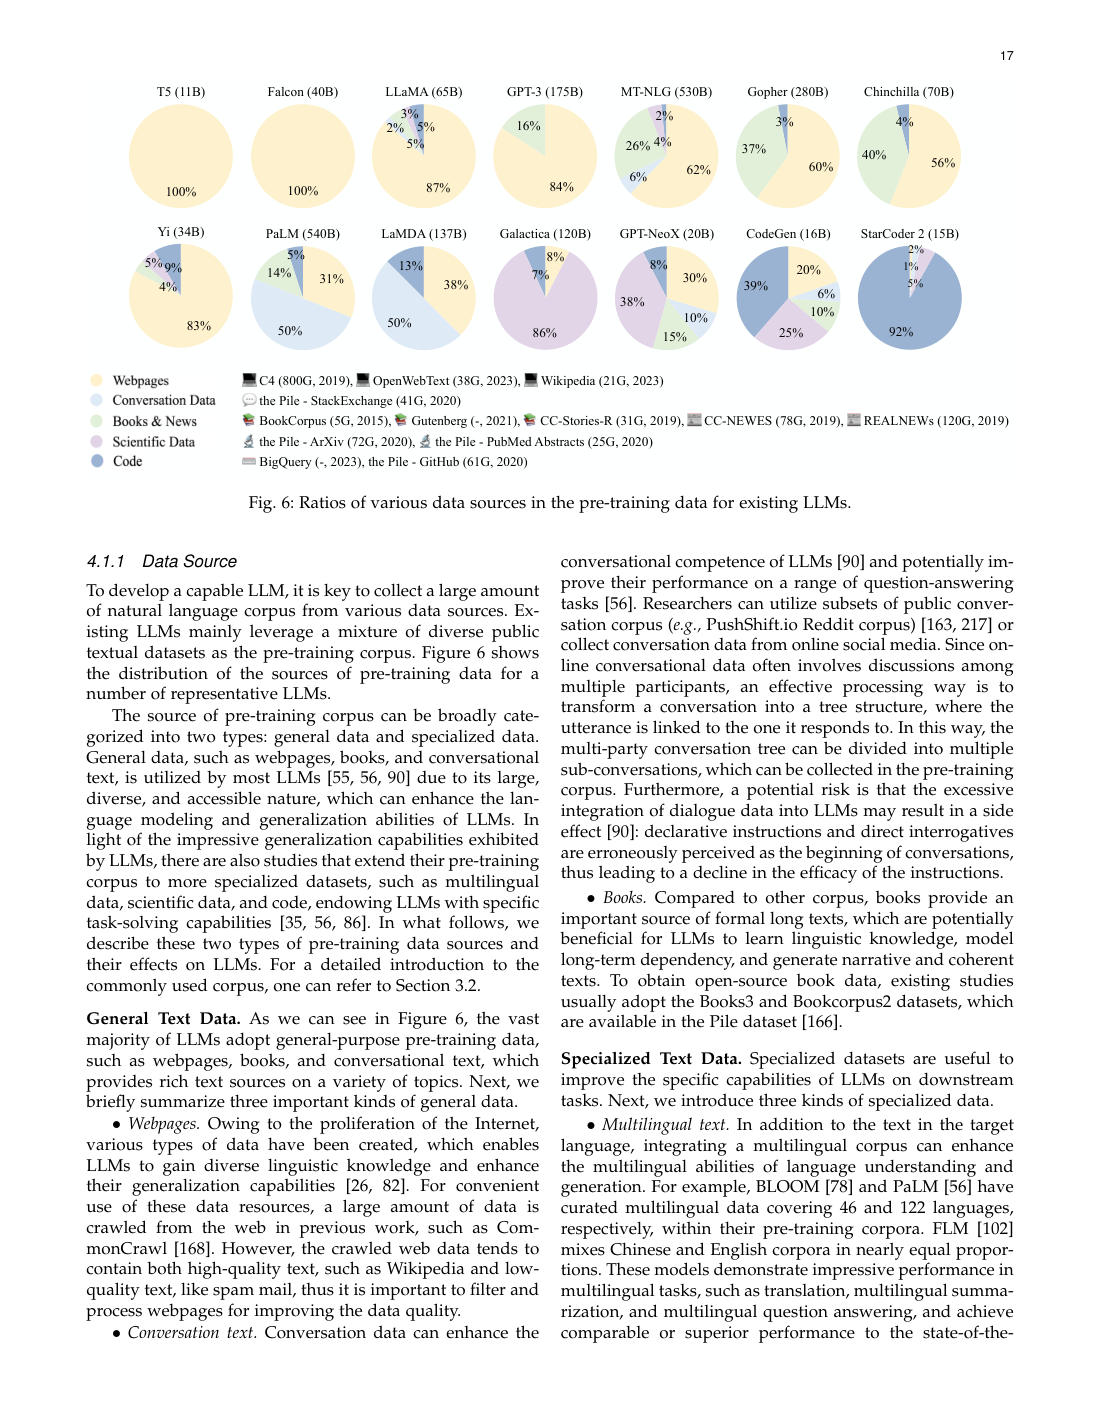 17
T5 (11B)
100%
Falcon (40B)
100%
LLaMA (65B)
3%
2%
5%
5%
87%
GPT-3 (175B)
16%
84%
MT-NLG (530B)
2%
26%
4%
6%
62%
Gopher (280B)
3%
37%
60%
Chinchilla (70B)
4%
40%
56%
Yi (34B)
5%
9%
4%
83%
PaLM (540B)
5%
14%
31%
50%
LaMDA (137B)
13%
38%
50%
Galactica (120B)
8%
7%
86%
GPT-NeoX (20B)
8%
30%
38%
10%
15%
CodeGen (16B)
20%
39%
6%
10%
25%
StarCoder 2 (15B)
2%
1%
5%
92%
Webpages C4 (800G, 2019), OpenWebText (38G, 2023), Wikipedia (21G, 2023)
Conversation Data the Pile - StackExchange (41G, 2020)
Books & News BookCorpus (5G, 2015), Gutenberg (-, 2021), CC-Stories-R (31G, 2019), CC-NEWES (78G, 2019), REALNEWs (120G, 2019)
Scientific Data the Pile - ArXiv (72G, 2020), the Pile - PubMed Abstracts (25G, 2020)
Code BigQuery (-, 2023), the Pile - GitHub (61G, 2020)
Fig. 6: Ratios of various data sources in the pre-training data for existing LLMs.
4.1.1 Data Source
To develop a capable LLM, it is key to collect a large amount
of natural language corpus from various data sources. Ex-
isting LLMs mainly leverage a mixture of diverse public
textual datasets as the pre-training corpus. Figure 6 shows
the distribution of the sources of pre-training data for a
number of representative LLMs.
The source of pre-training corpus can be broadly cate-
gorized into two types: general data and specialized data.
General data, such as webpages, books, and conversational
text, is utilized by most LLMs [55, 56, 90] due to its large,
diverse, and accessible nature, which can enhance the lan-
guage modeling and generalization abilities of LLMs. In
light of the impressive generalization capabilities exhibited
by LLMs, there are also studies that extend their pre-training
corpus to more specialized datasets, such as multilingual
data, scientific data, and code, endowing LLMs with specific
task-solving capabilities [35, 56, 86]. In what follows, we
describe these two types of pre-training data sources and
their effects on LLMs. For a detailed introduction to the
commonly used corpus, one can refer to Section 3.2.
General Text Data. As we can see in Figure 6, the vast
majority of LLMs adopt general-purpose pre-training data,
such as webpages, books, and conversational text, which
provides rich text sources on a variety of topics. Next, we
briefly summarize three important kinds of general data.
• Webpages. Owing to the proliferation of the Internet,
various types of data have been created, which enables
LLMs to gain diverse linguistic knowledge and enhance
their generalization capabilities [26, 82]. For convenient
use of these data resources, a large amount of data is
crawled from the web in previous work, such as Com-
monCrawl [168]. However, the crawled web data tends to
contain both high-quality text, such as Wikipedia and low-
quality text, like spam mail, thus it is important to filter and
process webpages for improving the data quality.
• Conversation text. Conversation data can enhance the
conversational competence of LLMs [90] and potentially im-
prove their performance on a range of question-answering
tasks [56]. Researchers can utilize subsets of public conver-
sation corpus (e.g., PushShift.io Reddit corpus) [163, 217] or
collect conversation data from online social media. Since on-
line conversational data often involves discussions among
multiple participants, an effective processing way is to
transform a conversation into a tree structure, where the
utterance is linked to the one it responds to. In this way, the
multi-party conversation tree can be divided into multiple
sub-conversations, which can be collected in the pre-training
corpus. Furthermore, a potential risk is that the excessive
integration of dialogue data into LLMs may result in a side
effect [90]: declarative instructions and direct interrogatives
are erroneously perceived as the beginning of conversations,
thus leading to a decline in the efficacy of the instructions.
• Books. Compared to other corpus, books provide an
important source of formal long texts, which are potentially
beneficial for LLMs to learn linguistic knowledge, model
long-term dependency, and generate narrative and coherent
texts. To obtain open-source book data, existing studies
usually adopt the Books3 and Bookcorpus2 datasets, which
are available in the Pile dataset [166].
Specialized Text Data. Specialized datasets are useful to
improve the specific capabilities of LLMs on downstream
tasks. Next, we introduce three kinds of specialized data.
• Multilingual text. In addition to the text in the target
language, integrating a multilingual corpus can enhance
the multilingual abilities of language understanding and
generation. For example, BLOOM [78] and PaLM [56] have
curated multilingual data covering 46 and 122 languages,
respectively, within their pre-training corpora. FLM [102]
mixes Chinese and English corpora in nearly equal propor-
tions. These models demonstrate impressive performance in
multilingual tasks, such as translation, multilingual summa-
rization, and multilingual question answering, and achieve
comparable or superior performance to the state-of-the-